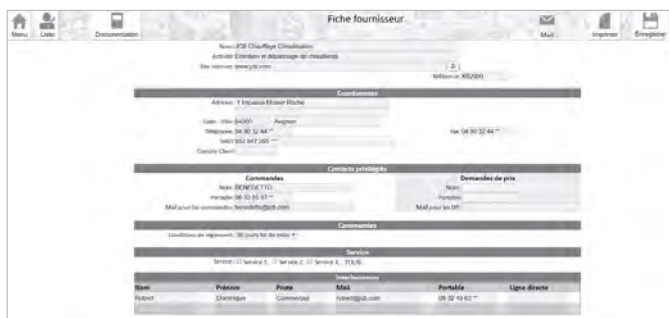 Fiche fournisseur
Menu Liste Documentation Mail Imprimer Enregistrer
Nom: JCB Chauffage Climatisation
Activité: Entretien et dépannage de chaudières
Site internet: www.jcb.com
Référence: X02000
Coordonnées
Adresse: 1 Impasse Roche
Code - Ville: 84000 Avignon
Téléphone: 04 90 32 44 ** Fax: 04 90 32 44 **
Compte Client:
Contacts privilégiés
Commandes Demandes de prix
Nom: BENEDETTO Nom:
Portable: 06 32 65 97 ** Portable:
Mail pour les commandes: benedetto@jcb.com Mail pour les DP:
Commandes
Conditions de règlement: 30 jours fin de mois
Service
Service: Service 1, Service 2, Service 3, TOUS
Interlocuteurs
Nom Prénom Poste Mail Portable Ligne directe
Robert Dominique Commercial robert@jcb.com 06 32 45 63 **